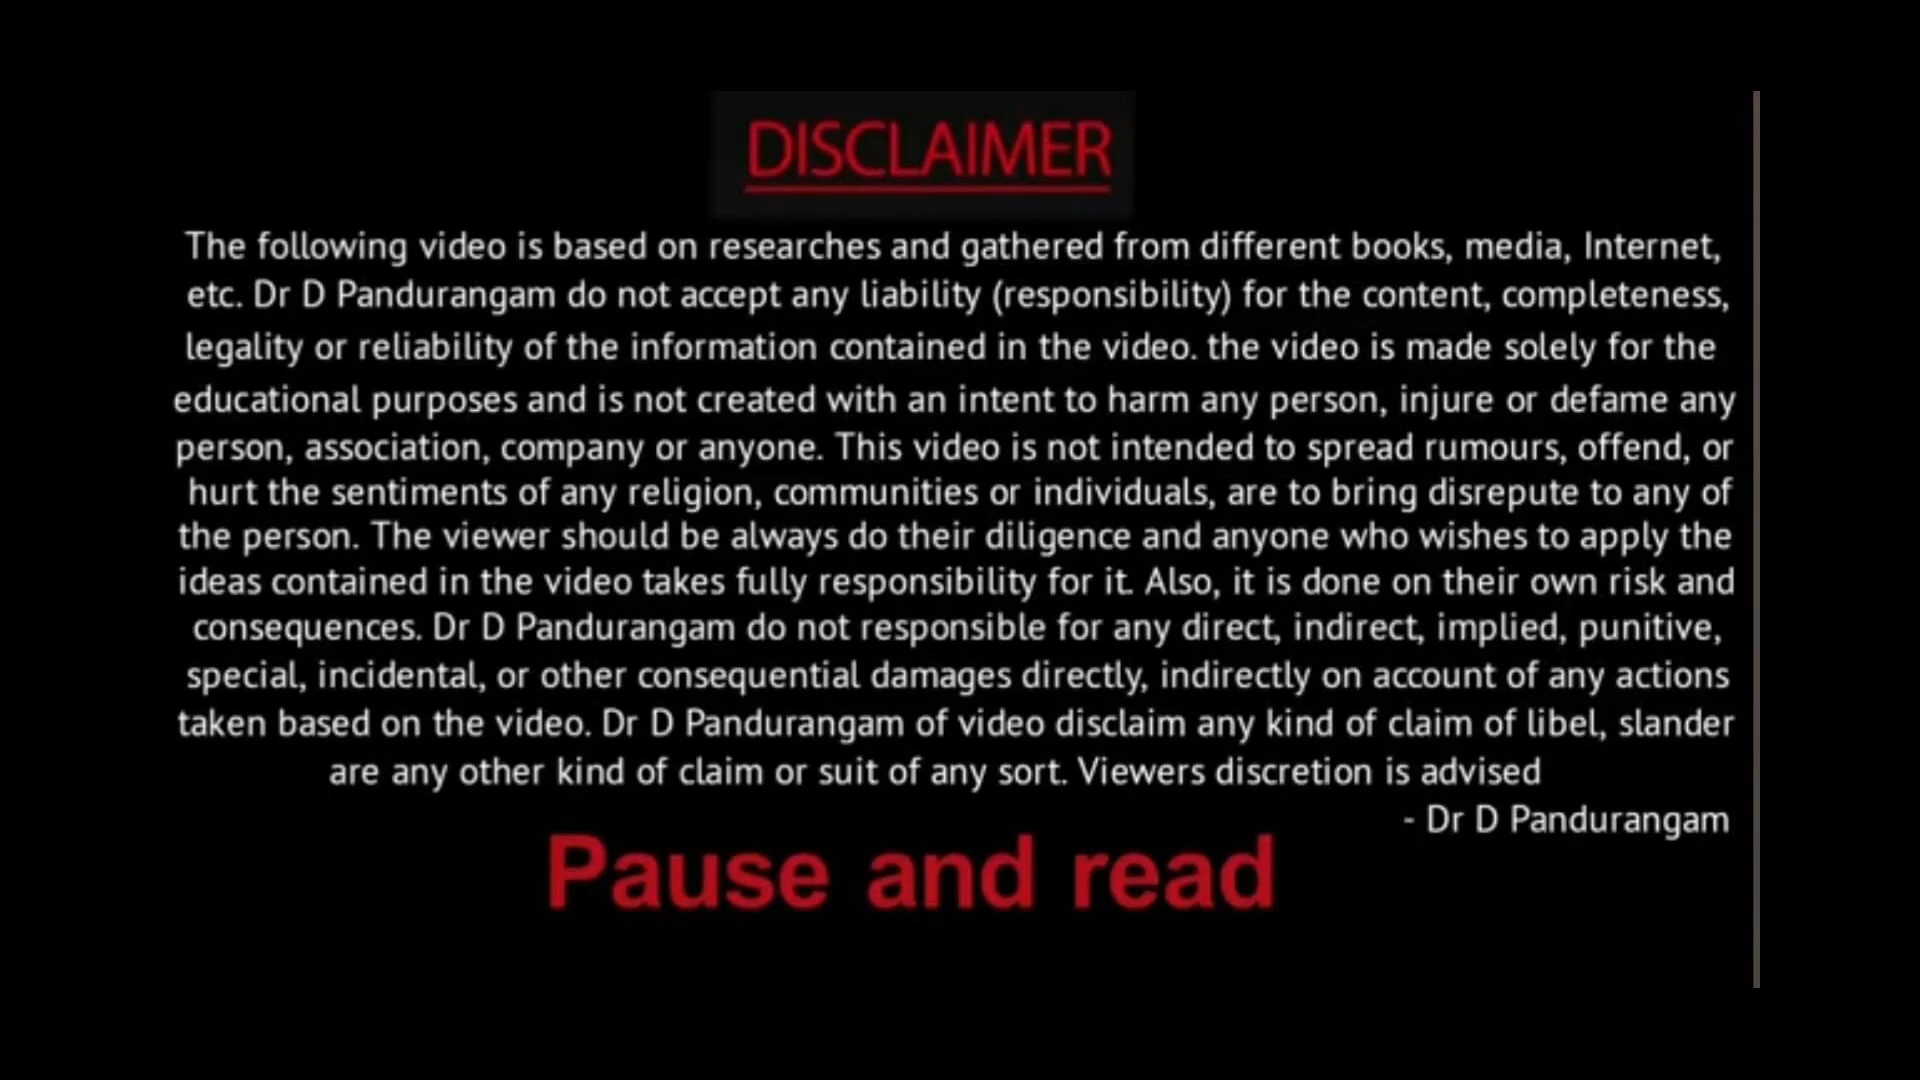 DISCLAIMER
The following video is based on researches and gathered from different books, media, Internet,
etc. Dr D Pandurangam do not accept any liability (responsibility) for the content, completeness,
legality or reliability of the information contained in the video. the video is made solely for the
educational purposes and is not created with an intent to harm any person, injure or defame any
person, association, company or anyone. This video is not intended to spread rumours, offend, or
hurt the sentiments of any religion, communities or individuals, are to bring disrepute to any of
the person. The viewer should be always do their diligence and anyone who wishes to apply the
ideas contained in the video takes fully responsibility for it. Also, it is done on their own risk and
consequences. Dr D Pandurangam do not responsible for any direct, indirect, implied, punitive,
special, incidental, or other consequential damages directly, indirectly on account of any actions
taken based on the video. Dr D Pandurangam of video disclaim any kind of claim of libel, slander
are any other kind of claim or suit of any sort. Viewers discretion is advised
- Dr D Pandurangam
Pause and read